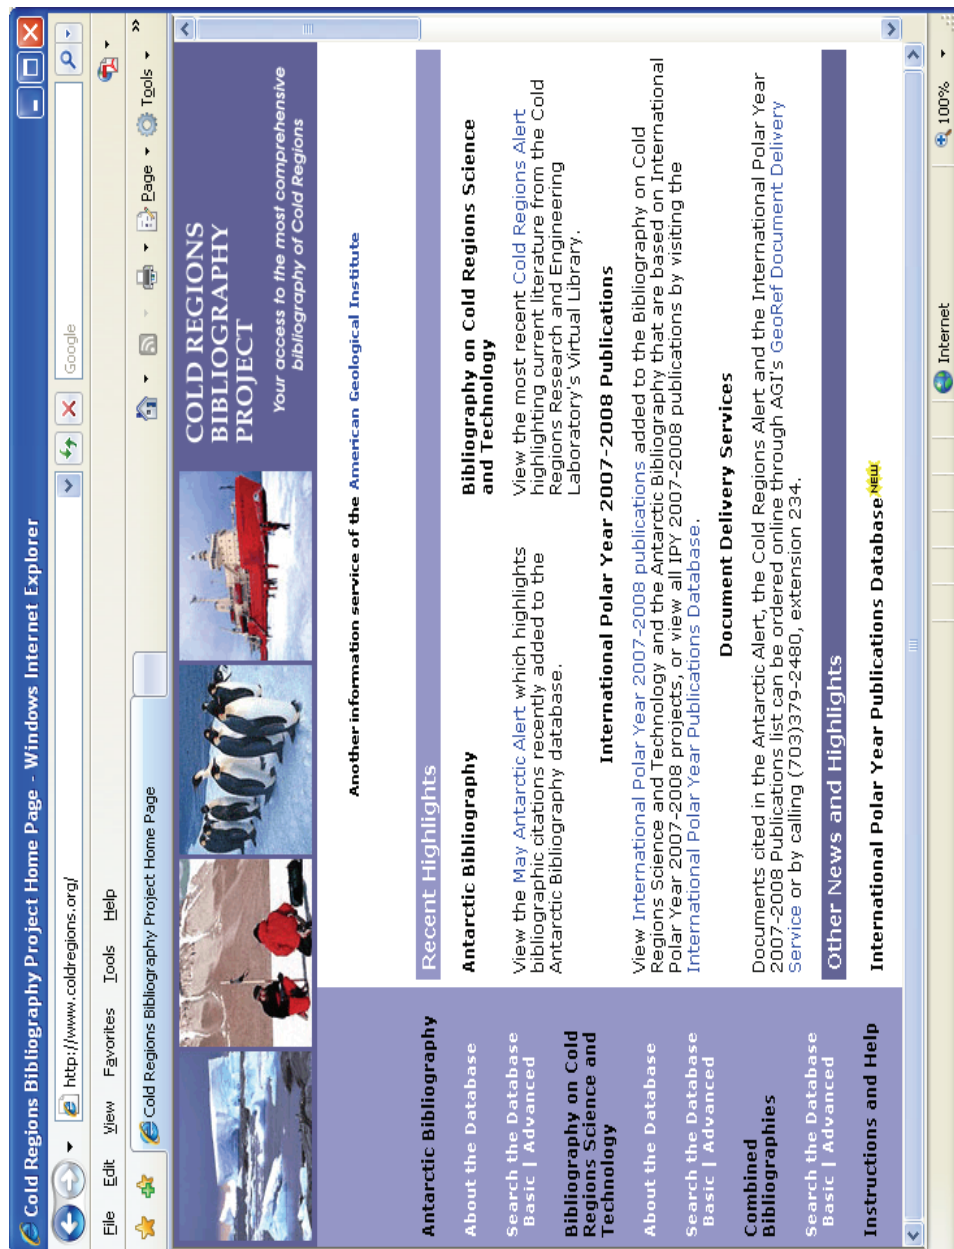 Cold Regions Bibliography Project Home Page - Windows Internet Explorer
http://www.coldregions.org/
Google
File Edit View Favorites Tools Help
Cold Regions Bibliography Project Home Page
Page Tools
COLD REGIONS
BIBLIOGRAPHY
PROJECT
Your access to the most comprehensive
bibliography of Cold Regions
Another information service of the American Geological Institute
Antarctic Bibliography
About the Database
Search the Database
Basic | Advanced
Bibliography on Cold
Regions Science and
Technology
About the Database
Search the Database
Basic | Advanced
Combined
Bibliographies
Search the Database
Basic | Advanced
Instructions and Help
Recent Highlights
Antarctic Bibliography
View the May Antarctic Alert which highlights
bibliographic citations recently added to the
Antarctic Bibliography database.
Bibliography on Cold Regions Science
and Technology
View the most recent Cold Regions Alert
highlighting current literature from the Cold
Regions Research and Engineering
Laboratory's Virtual Library.
International Polar Year 2007-2008 Publications
View International Polar Year 2007-2008 publications added to the Bibliography on Cold
Regions Science and Technology and the Antarctic Bibliography that are based on International
Polar Year 2007-2008 projects, or view all IPY 2007-2008 publications by visiting the
International Polar Year Publications Database.
Document Delivery Services
Documents cited in the Antarctic Alert, the Cold Regions Alert and the International Polar Year
2007-2008 Publications list can be ordered online through AGI's GeoRef Document Delivery
Service or by calling (703)379-2480, extension 234.
Other News and Highlights
International Polar Year Publications Database NEW
Internet
100%